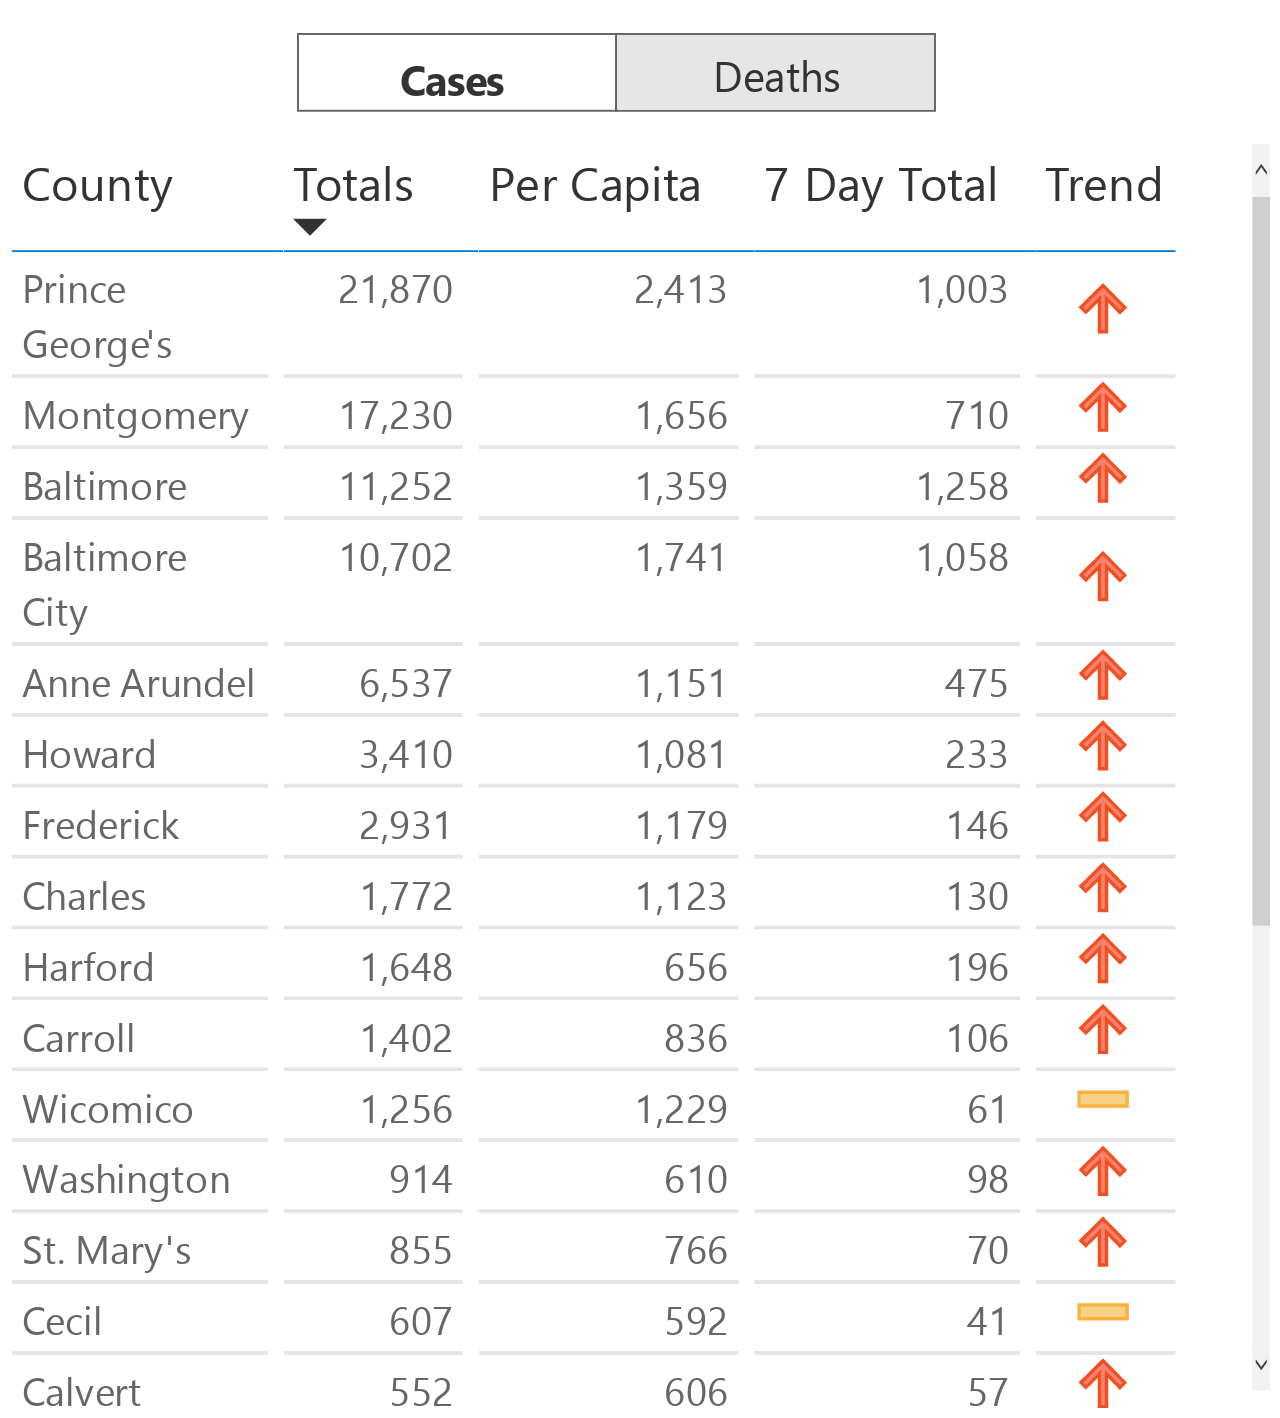 Cases Deaths
County Totals Per Capita 7 Day Total Trend
Prince 21,870 2,413 1,003
George's
Montgomery 17,230 1,656 710
Baltimore 11,252 1,359 1,258
Baltimore 10,702 1,741 1,058
City
Anne Arundel 6,537 1,151 475
Howard 3,410 1,081 233
Frederick 2,931 1,179 146
Charles 1,772 1,123 130
Harford 1,648 656 196
Carroll 1,402 836 106
Wicomico 1,256 1,229 61
Washington 914 610 98
St. Mary's 855 766 70
Cecil 607 592 41
Calvert 552 606 57